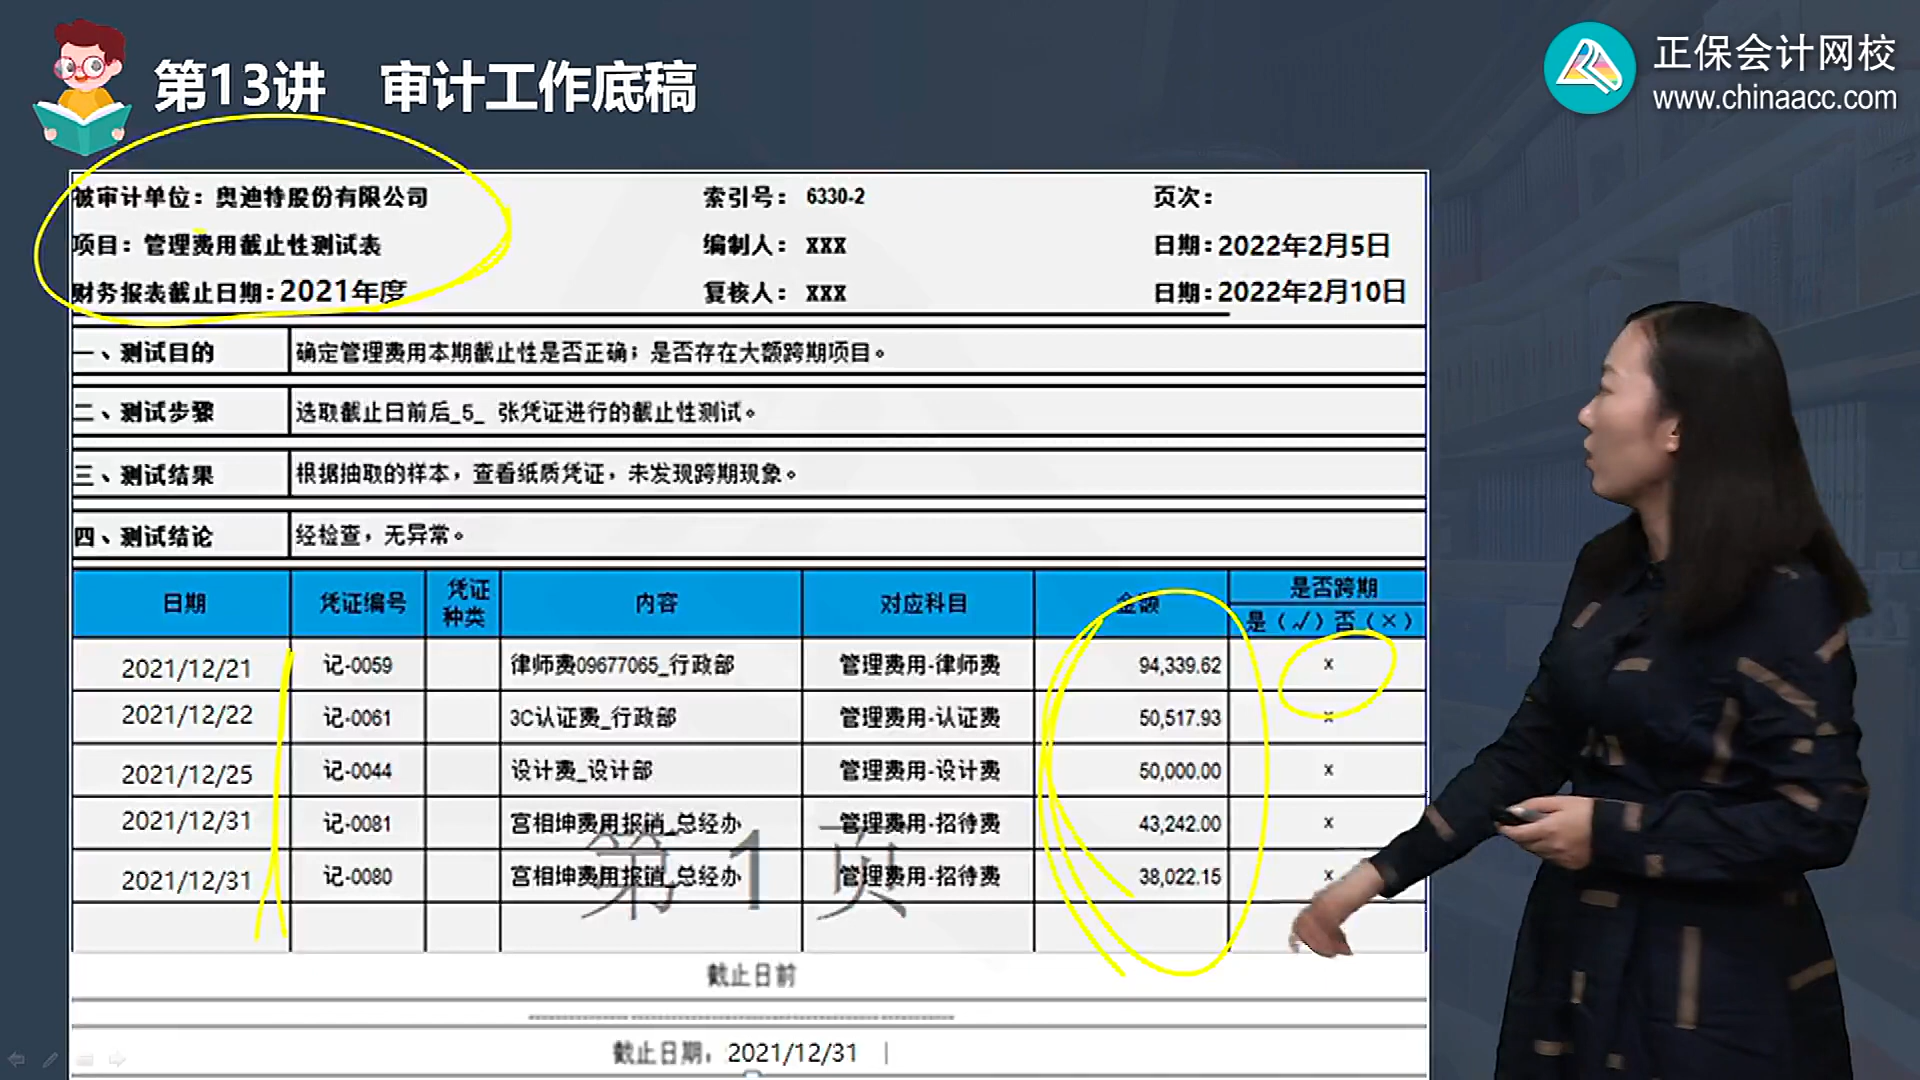 第13讲 审计工作底稿
正保会计网校
www.chinaacc.com
被审计单位：奥迪特股份有限公司 索引号： 6330-2 页次：
项目：管理费用截止性测试表 编制人： XXX 日期：2022年2月5日
财务报表截止日期：2021年度 复核人： XXX 日期：2022年2月10日
一、测试目的 确定管理费用本期截止性是否正确；是否存在大额跨期项目。
二、测试步骤 选取截止日前后_5_ 张凭证进行的截止性测试。
三、测试结果 根据抽取的样本，查看纸质凭证，未发现跨期现象。
四、测试结论 经检查，无异常。
日期 凭证编号 凭证种类 内容 对应科目 金额 是否跨期
是（√）否（×）
2021/12/21 记-0059 律师费09677065_行政部 管理费用-律师费 94,339.62 x
2021/12/22 记-0061 3C认证费_行政部 管理费用-认证费 50,517.93 x
2021/12/25 记-0044 设计费_设计部 管理费用-设计费 50,000.00 x
2021/12/31 记-0081 宫相坤费用报销_总经办 管理费用-招待费 43,242.00 x
2021/12/31 记-0080 宫相坤费用报销_总经办 管理费用-招待费 38,022.15 x
第 1 页
截止日前
截止日期：2021/12/31